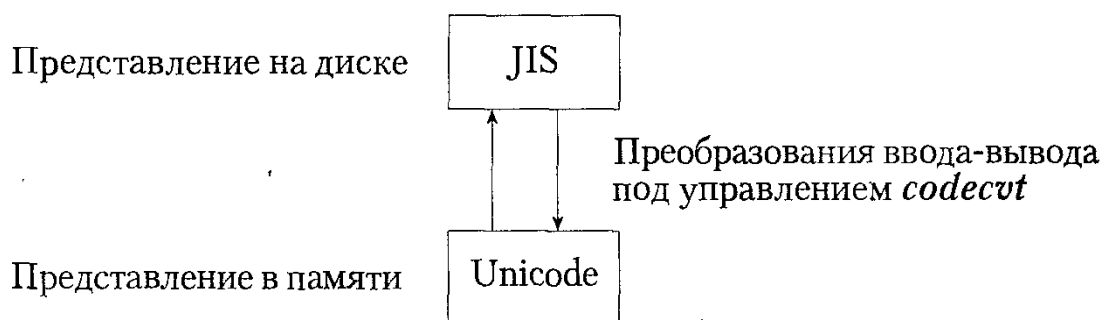 Представление на диске JIS
Преобразования ввода-вывода
под управлением codecvt
Представление в памяти Unicode